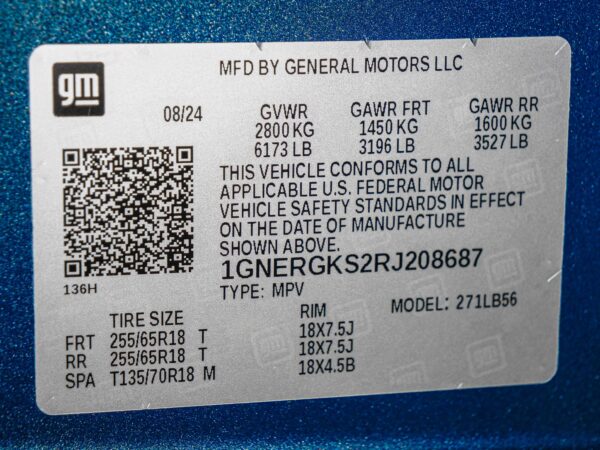 gm
MFD BY GENERAL MOTORS LLC
08/24 GVWR GAWR FRT GAWR RR
2800 KG 1450 KG 1600 KG
6173 LB 3196 LB 3527 LB
THIS VEHICLE CONFORMS TO ALL
APPLICABLE U.S. FEDERAL MOTOR
VEHICLE SAFETY STANDARDS IN EFFECT
ON THE DATE OF MANUFACTURE
SHOWN ABOVE.
1GNERGKS2RJ208687
136H
TYPE: MPV MODEL: 271LB56
TIRE SIZE RIM
FRT 255/65R18 T 18X7.5J
RR 255/65R18 T 18X7.5J
SPA T135/70R18 M 18X4.5B